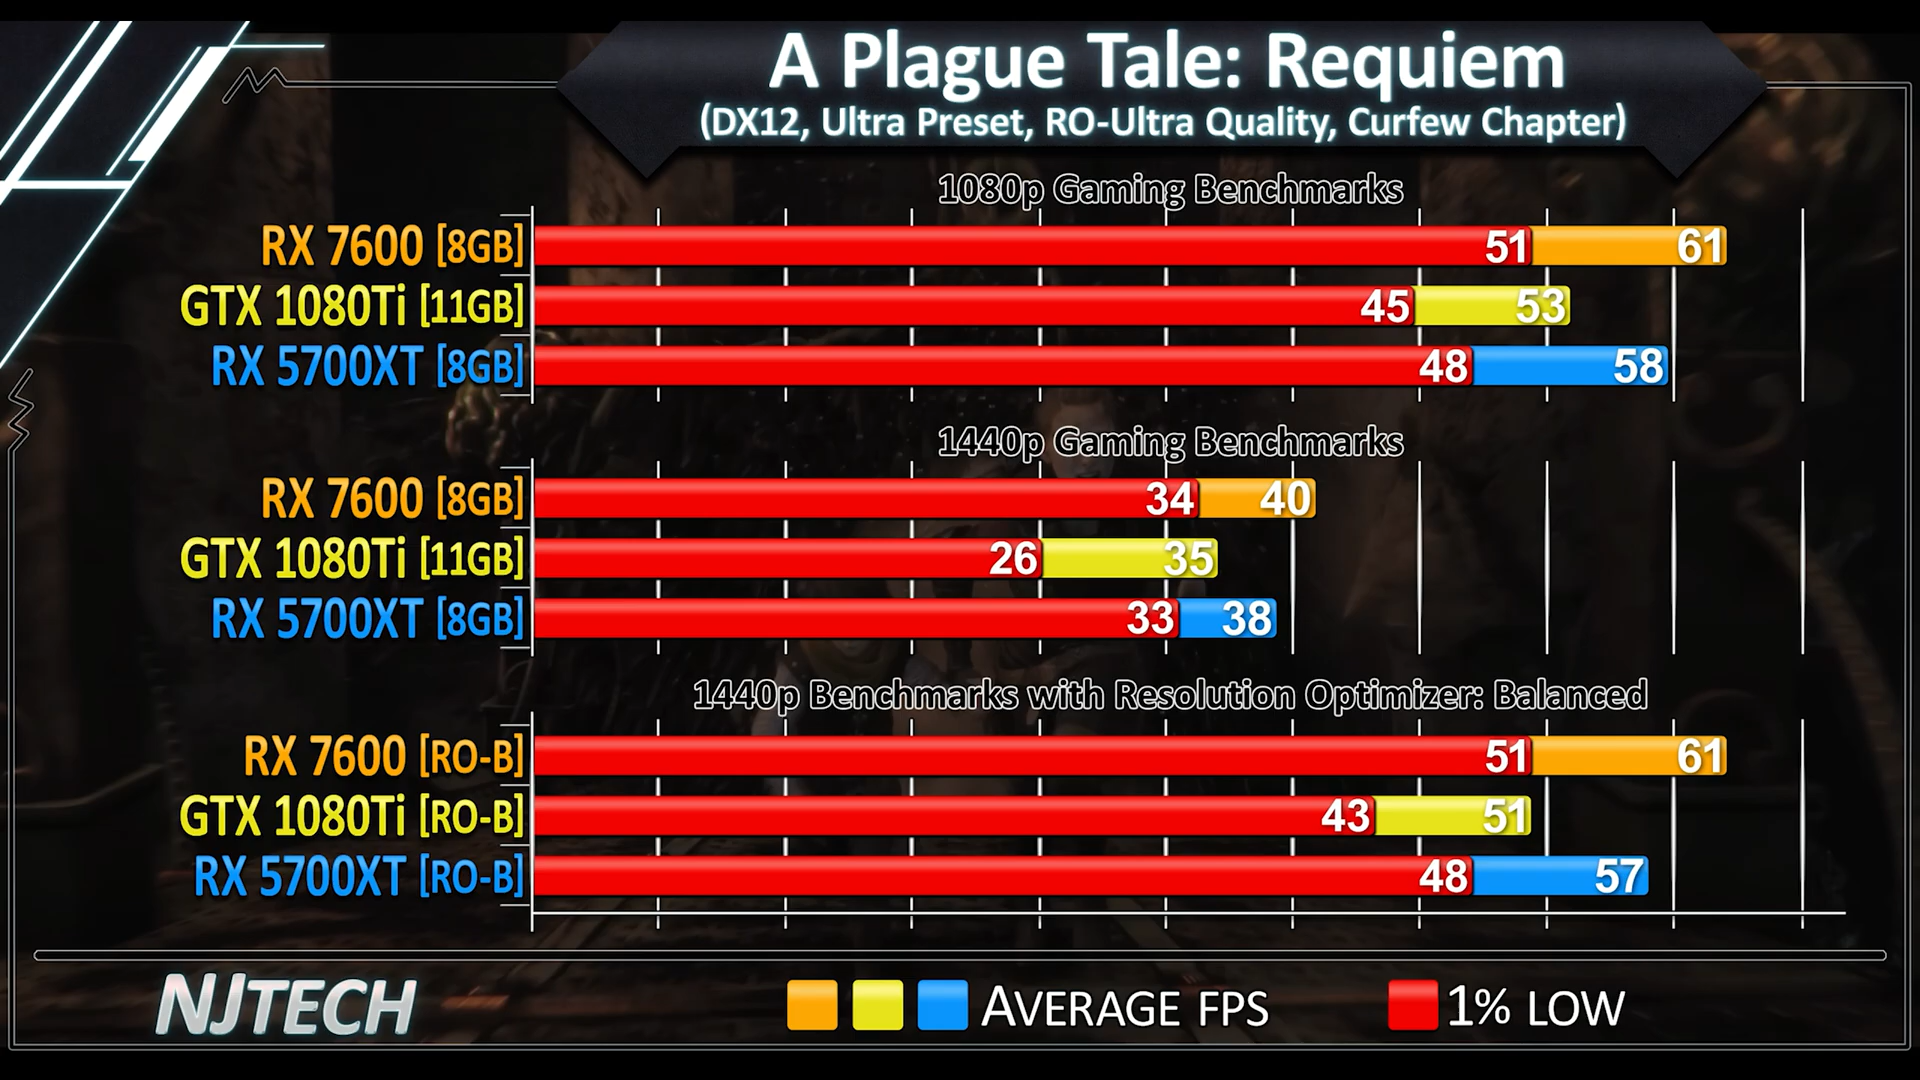 A Plague Tale: Requiem
(DX12, Ultra Preset, RO-Ultra Quality, Curfew Chapter)
1080p Gaming Benchmarks
RX 7600 [8GB] 51 61
GTX 1080Ti [11GB] 45 53
RX 5700XT [8GB] 48 58
1440p Gaming Benchmarks
RX 7600 [8GB] 34 40
GTX 1080Ti [11GB] 26 35
RX 5700XT [8GB] 33 38
1440p Benchmarks with Resolution Optimizer: Balanced
RX 7600 [RO-B] 51 61
GTX 1080Ti [RO-B] 43 51
RX 5700XT [RO-B] 48 57
NJTECH AVERAGE FPS 1% LOW